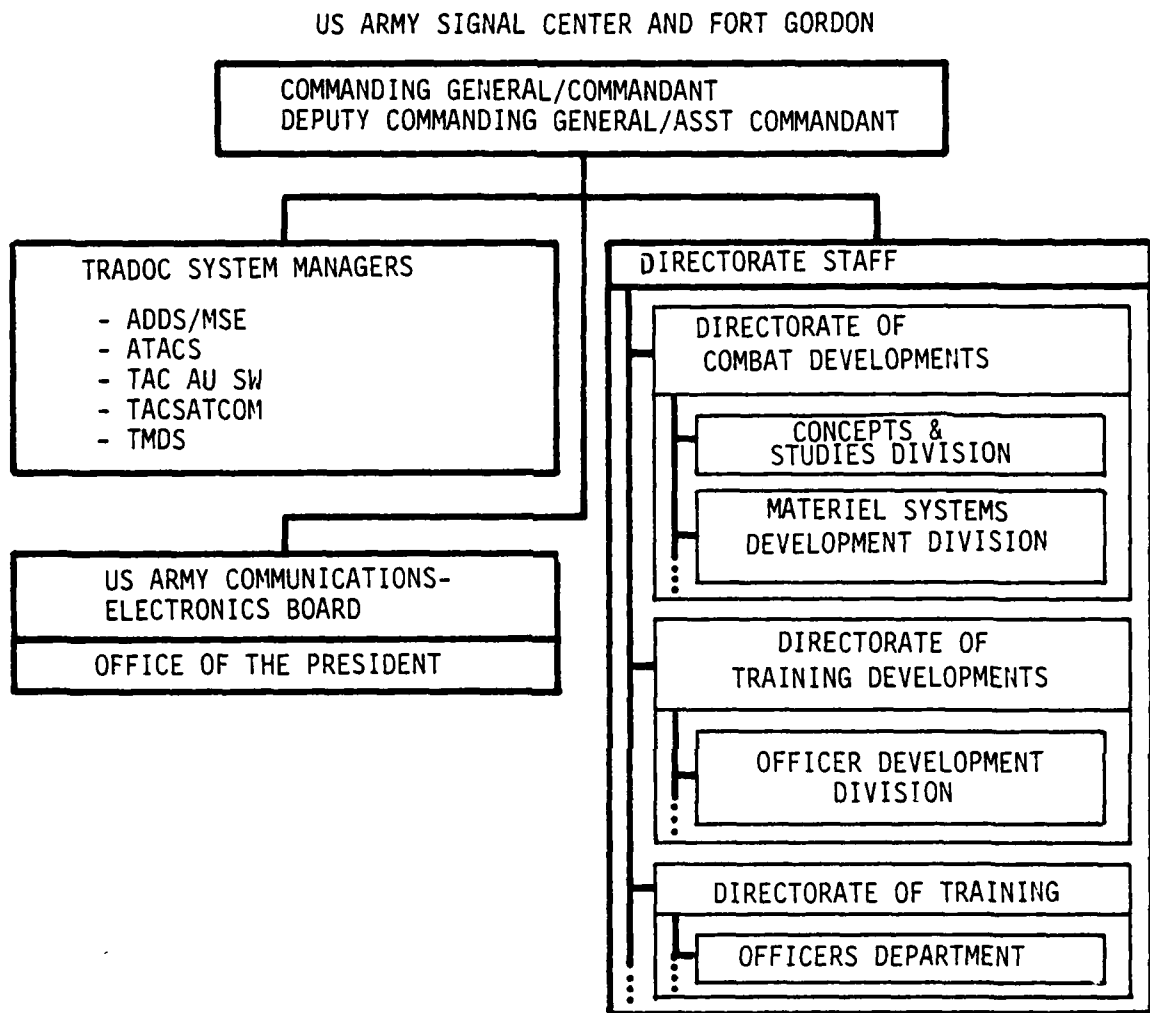 US ARMY SIGNAL CENTER AND FORT GORDON
COMMANDING GENERAL/COMMANDANT
DEPUTY COMMANDING GENERAL/ASST COMMANDANT
TRADOC SYSTEM MANAGERS
- ADDS/MSE
- ATACS
- TAC AU SW
- TACSATCOM
- TMDS
US ARMY COMMUNICATIONS-
ELECTRONICS BOARD
OFFICE OF THE PRESIDENT
DIRECTORATE STAFF
DIRECTORATE OF
COMBAT DEVELOPMENTS
CONCEPTS &
STUDIES DIVISION
MATERIEL SYSTEMS
DEVELOPMENT DIVISION
DIRECTORATE OF
TRAINING DEVELOPMENTS
OFFICER DEVELOPMENT
DIVISION
DIRECTORATE OF TRAINING
OFFICERS DEPARTMENT